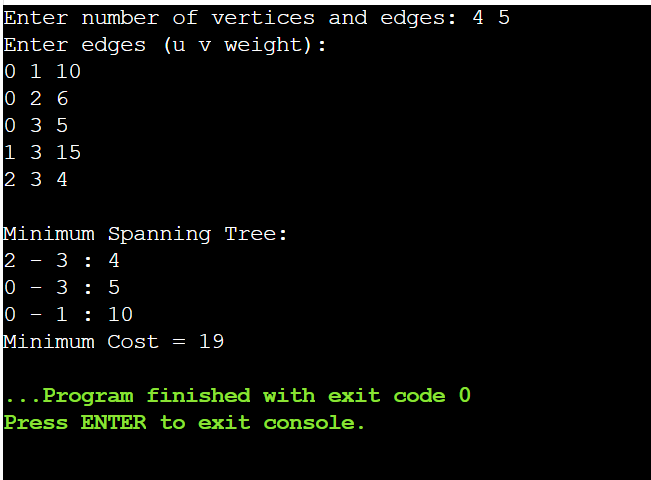 Enter number of vertices and edges: 4 5
Enter edges (u v weight):
0 1 10
0 2 6
0 3 5
1 3 15
2 3 4
Minimum Spanning Tree:
2 - 3 : 4
0 - 3 : 5
0 - 1 : 10
Minimum Cost = 19
...Program finished with exit code 0
Press ENTER to exit console.